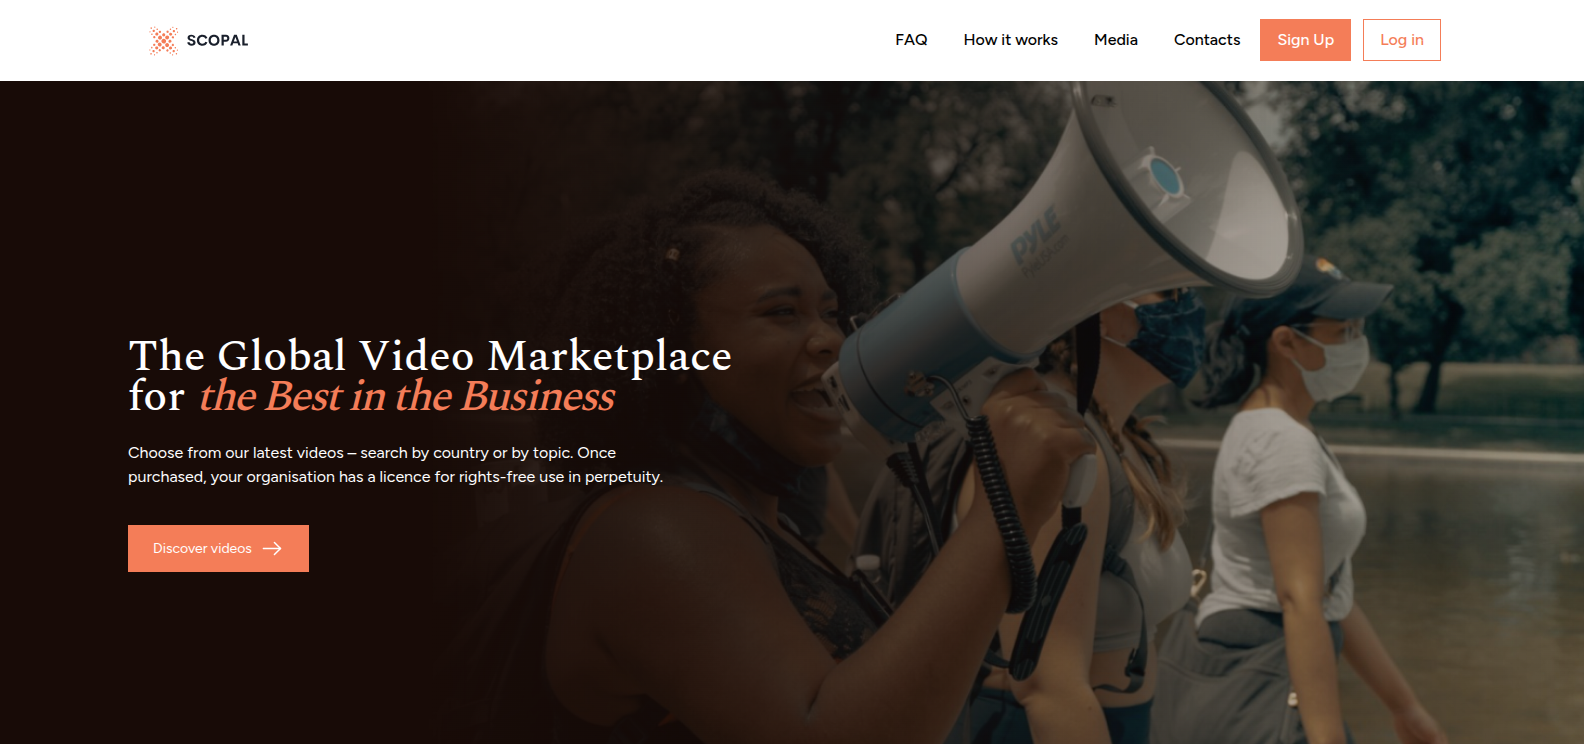 SCOPAL
FAQ
How it works
Media
Contacts
Sign Up
Log in
PYLE
The Global Video Marketplace
for the Best in the Business
Choose from our latest videos – search by country or by topic. Once
purchased, your organisation has a licence for rights-free use in perpetuity.
Discover videos